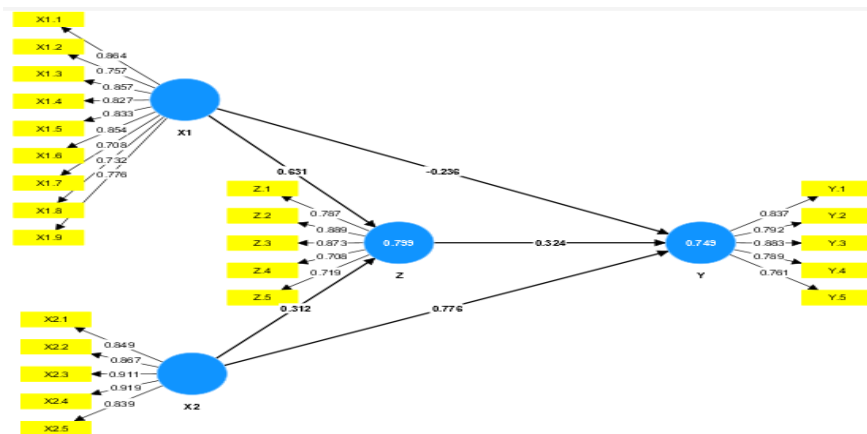 X1.1
X1.2
X1.3
X1.4
X1.5
X1.6
X1.7
X1.8
X1.9
0.864
0.757
0.857
0.827
0.833
0.854
0.708
0.732
0.776
X1
0.631
-0.236
Z.1
Z.2
Z.3
Z.4
Z.5
0.787
0.889
0.873
0.708
0.719
0.799
Z
0.324
0.749
Y
0.837
0.792
0.883
0.789
0.761
Y.1
Y.2
Y.3
Y.4
Y.5
0.312
0.776
X2.1
X2.2
X2.3
X2.4
X2.5
0.849
0.867
0.911
0.919
0.839
X2